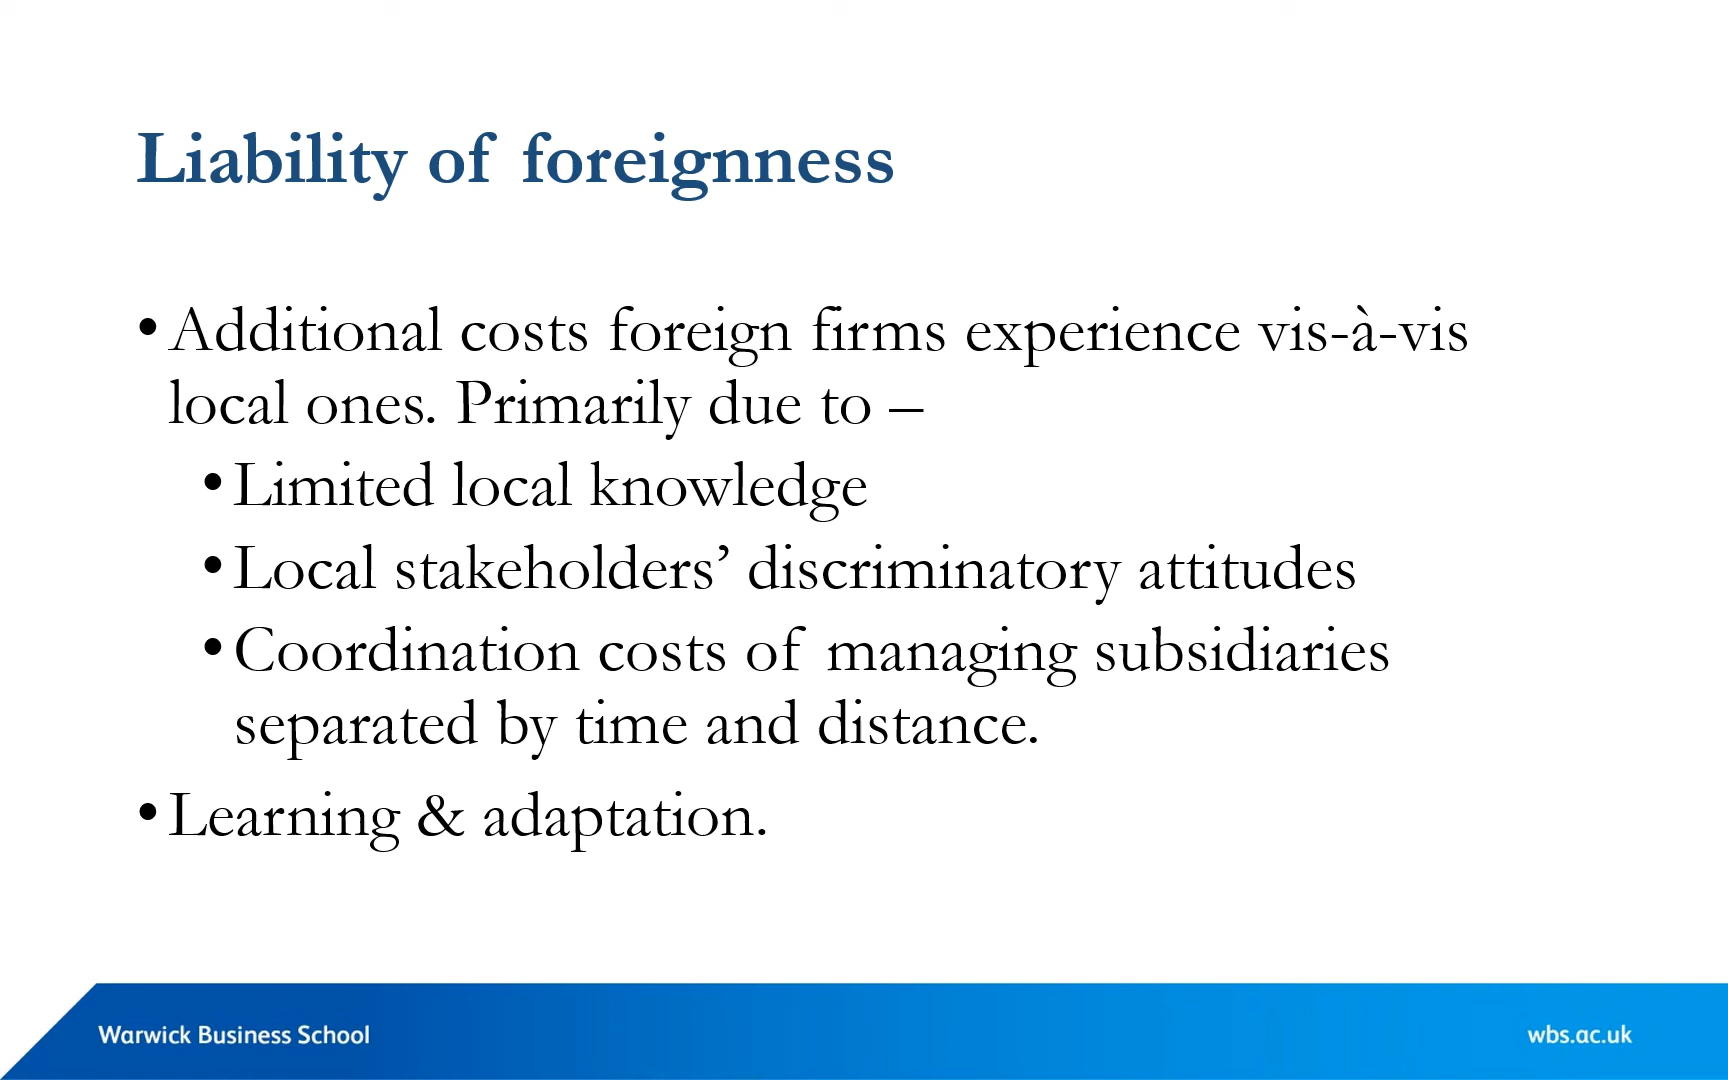 Liability of foreignness
• Additional costs foreign firms experience vis-à-vis
local ones. Primarily due to –
• Limited local knowledge
• Local stakeholders’ discriminatory attitudes
• Coordination costs of managing subsidiaries
separated by time and distance.
• Learning & adaptation.
Warwick Business School
wbs.ac.uk